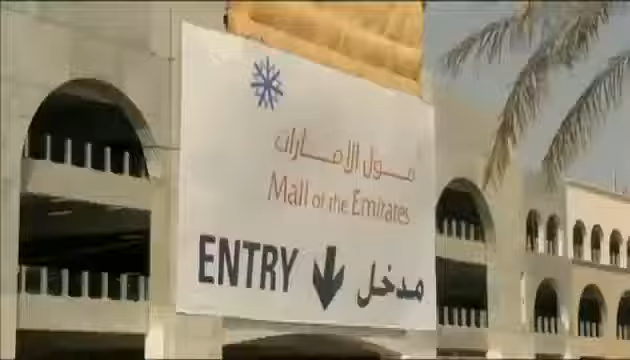 مول الإمارات
Mall of the Emirates
ENTRY مدخل